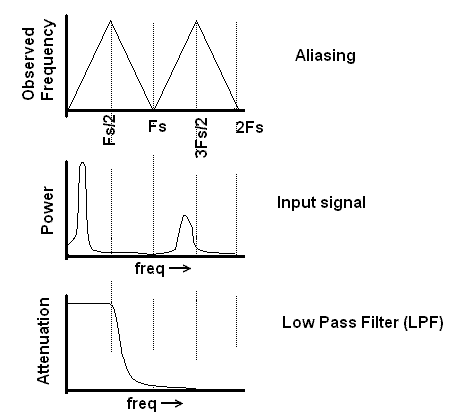 Observed
Frequency
Aliasing
Fs/2
Fs
3Fs/2
2Fs
Power
Input signal
freq
Attenuation
Low Pass Filter (LPF)
freq